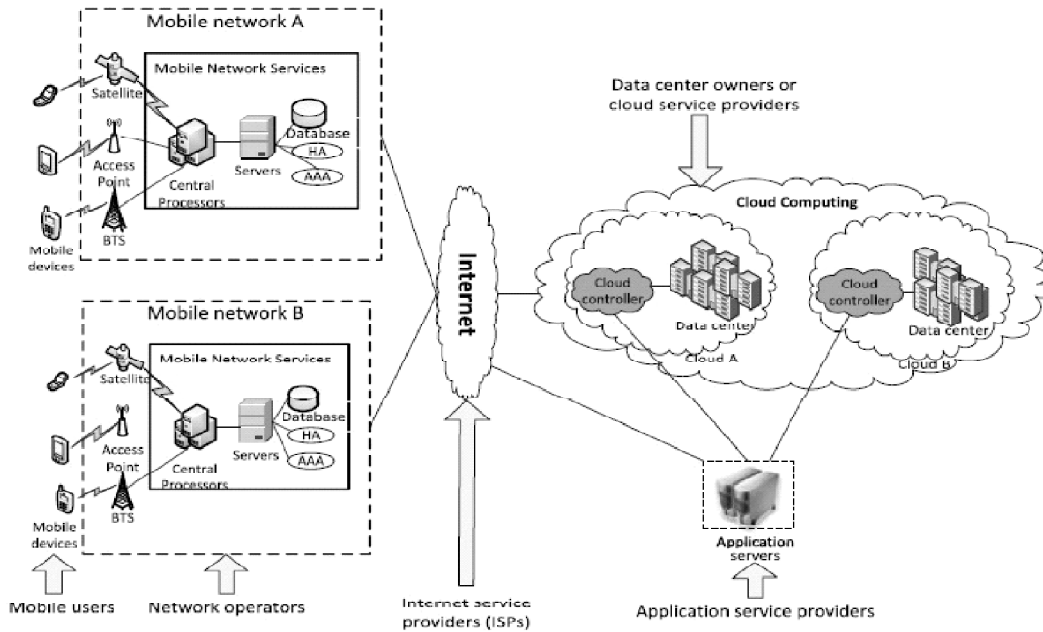 Mobile network A
Mobile Network Services
Satellite
Database
HA
AAA
Access
Point
Servers
Central
Processors
BTS
Mobile
devices
Mobile network B
Mobile Network Services
Satellite
Database
HA
AAA
Access
Point
Servers
Central
Processors
BTS
Mobile
devices
Mobile users
Network operators
Internet
Internet service
providers (ISPs)
Data center owners or
cloud service providers
Cloud Computing
Cloud
controller
Data center
Cloud A
Cloud
controller
Data center
Cloud B
Application
servers
Application service providers